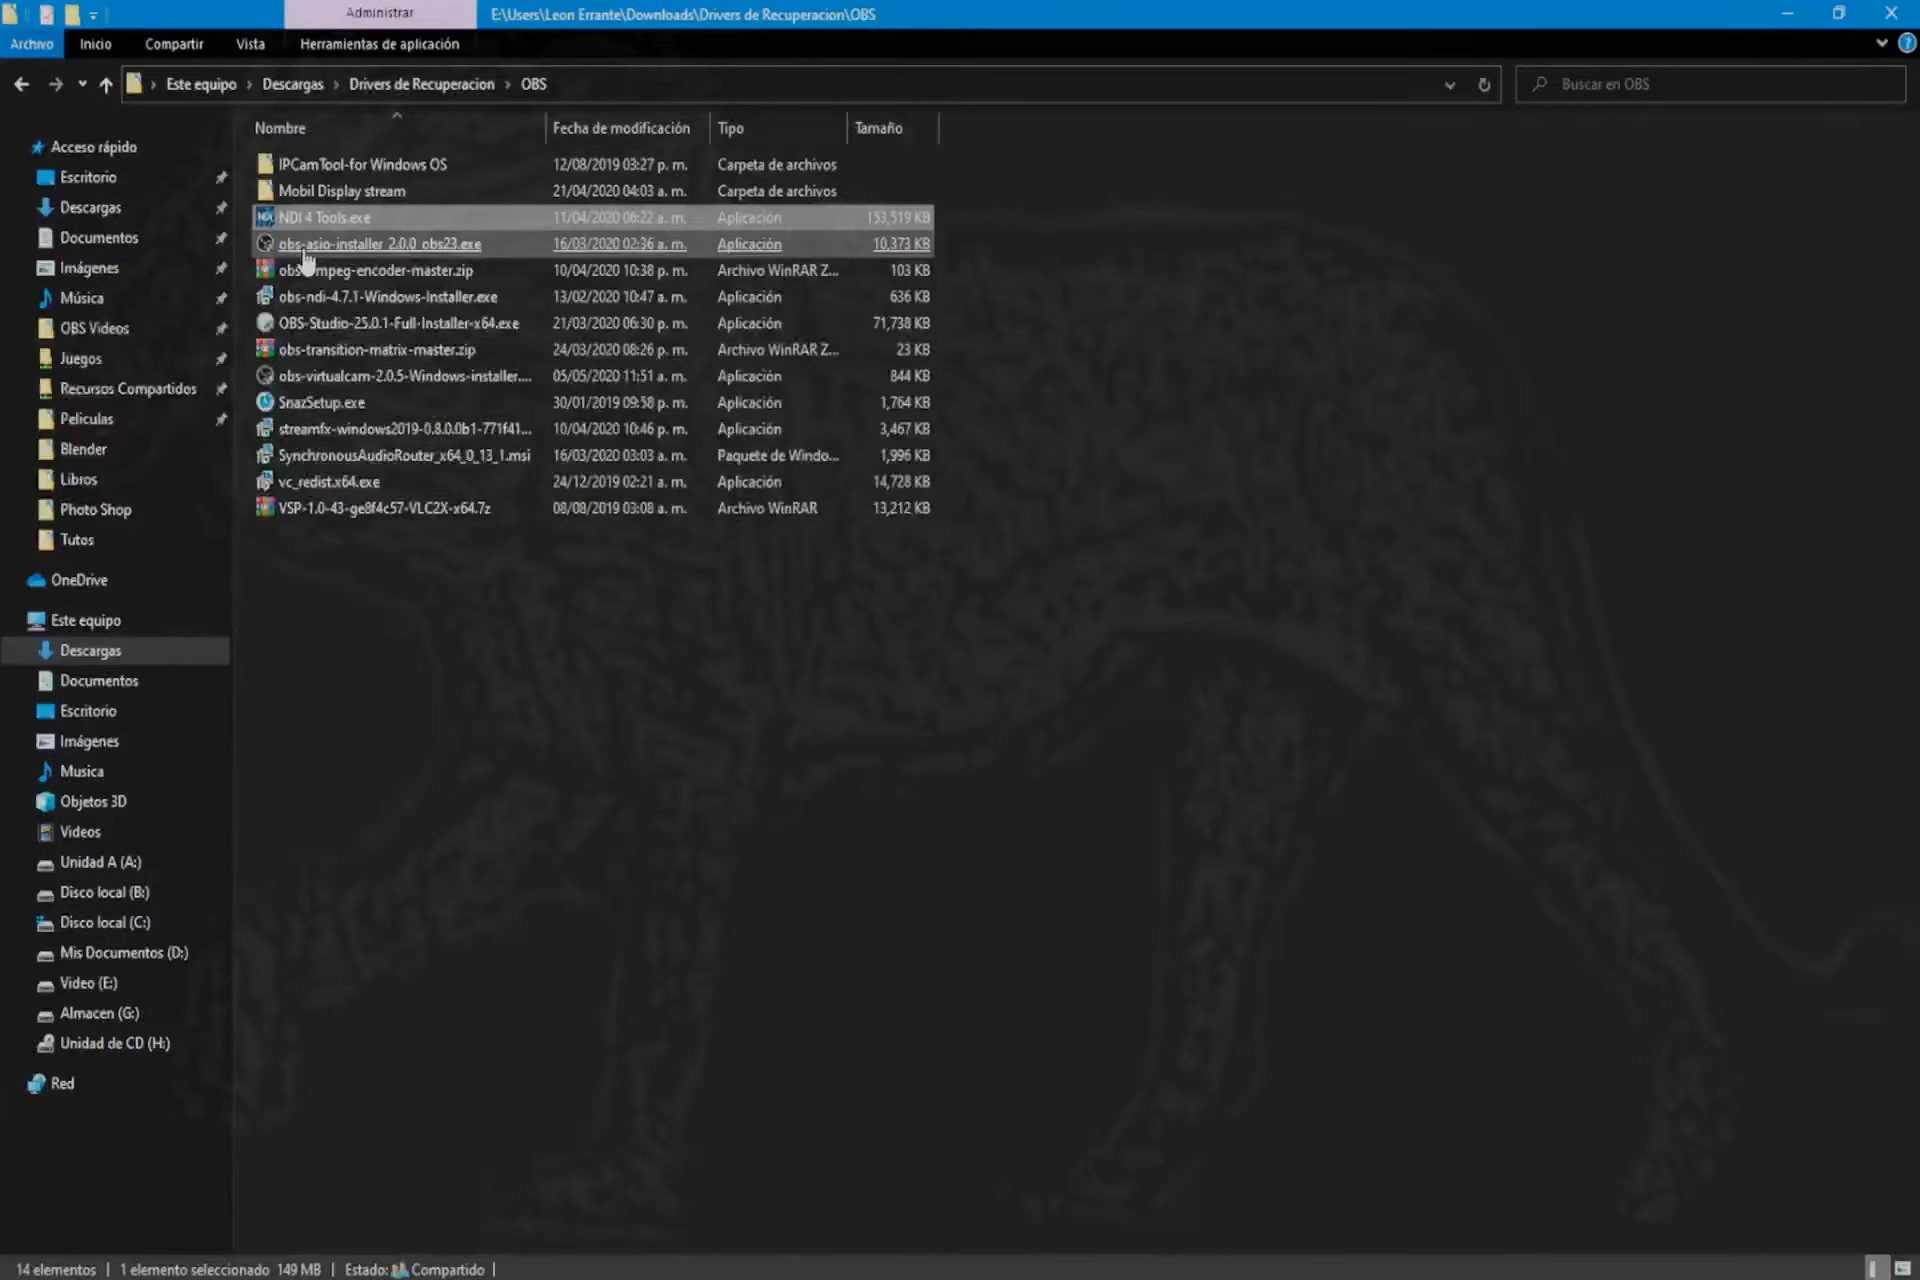 Administrar
E:\Users\Leon Errante\Downloads\Drivers de Recuperacion\OBS
Archivo Inicio Compartir Vista Herramientas de aplicación
Este equipo › Descargas › Drivers de Recuperacion › OBS
Buscar en OBS
Nombre Fecha de modificación Tipo Tamaño
IPCamTool-for Windows OS 12/08/2019 03:27 p. m. Carpeta de archivos
Mobil Display stream 21/04/2020 04:03 a. m. Carpeta de archivos
NDI 4 Tools.exe 11/04/2020 06:22 a. m. Aplicación 153,519 KB
obs-asio-installer_2.0.0_obs23.exe 16/03/2020 02:36 a. m. Aplicación 10,373 KB
mpeg-encoder-master.zip 10/04/2020 10:38 p. m. Archivo WinRAR Z... 103 KB
obs-ndi-4.7.1-Windows-Installer.exe 13/02/2020 10:47 a. m. Aplicación 636 KB
OBS-Studio-25.0.1-Full-Installer-x64.exe 21/03/2020 06:30 p. m. Aplicación 71,738 KB
obs-transition-matrix-master.zip 24/03/2020 08:26 p. m. Archivo WinRAR Z... 23 KB
obs-virtualcam-2.0.5-Windows-installer.... 05/05/2020 11:51 a. m. Aplicación 844 KB
SnazSetup.exe 30/01/2019 09:58 p. m. Aplicación 1,764 KB
streamfx-windows2019-0.8.0.0b1-771f41... 10/04/2020 10:46 p. m. Aplicación 3,467 KB
SynchronousAudioRouter_x64_0_13_1.msi 16/03/2020 03:03 a. m. Paquete de Windo... 1,996 KB
vc_redist.x64.exe 24/12/2019 02:21 a. m. Aplicación 14,728 KB
VSP-1.0-43-ge8f4c57-VLC2X-x64.7z 08/08/2019 03:08 a. m. Archivo WinRAR 13,212 KB
Acceso rápido
Escritorio
Descargas
Documentos
Imágenes
Música
OBS Videos
Juegos
Recursos Compartidos
Peliculas
Blender
Libros
Photo Shop
Tutos
OneDrive
Este equipo
Descargas
Documentos
Escritorio
Imágenes
Musica
Objetos 3D
Videos
Unidad A (A:)
Disco local (B:)
Disco local (C:)
Mis Documentos (D:)
Video (E:)
Almacen (G:)
Unidad de CD (H:)
Red
14 elementos | 1 elemento seleccionado 149 MB | Estado: Compartido |